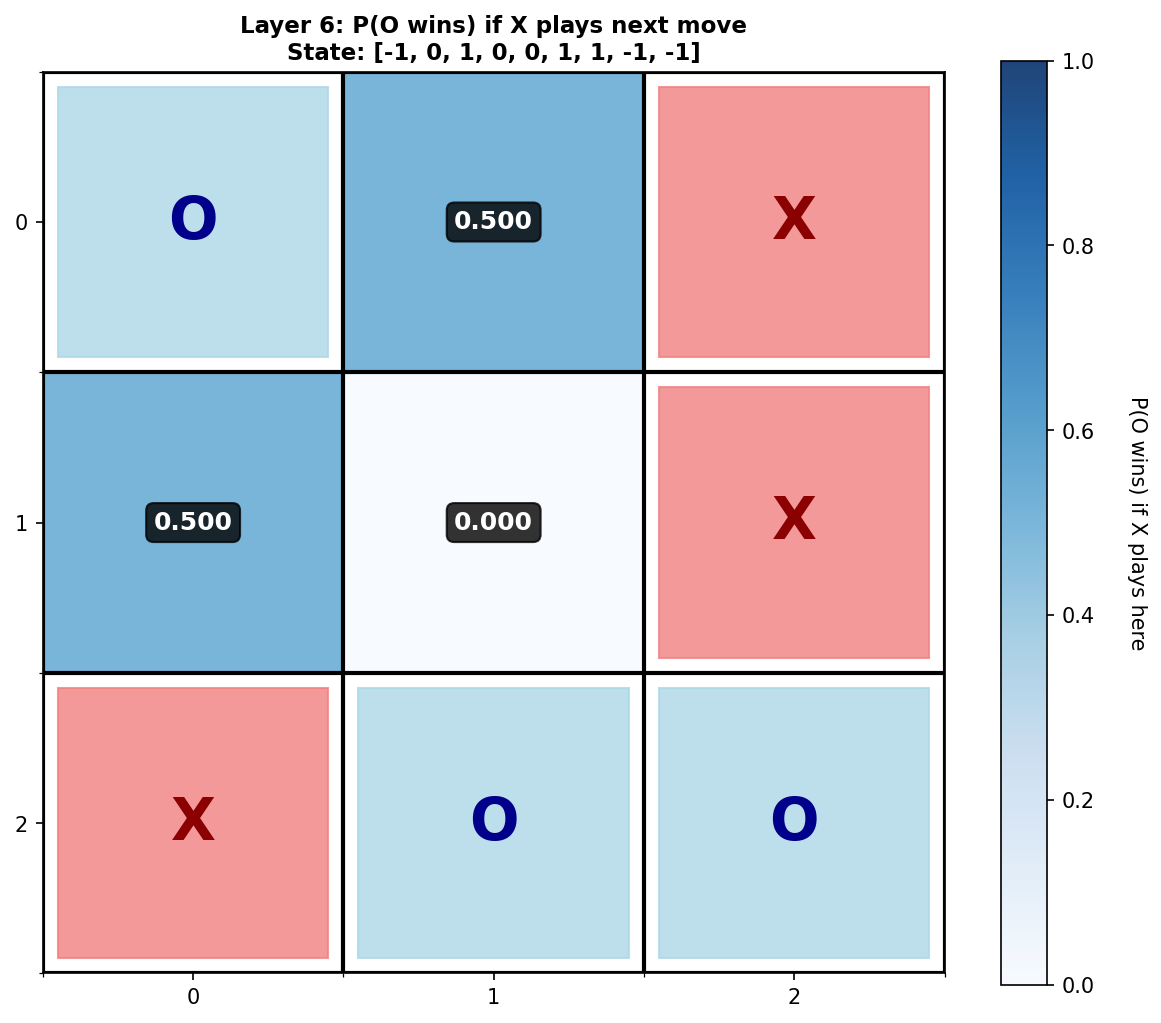 Layer 6: P(O wins) if X plays next move
State: [-1, 0, 1, 0, 0, 1, 1, -1, -1]
0
O
0.500
X
1
0.500
0.000
X
2
X
O
O
0
1
2
1.0
0.8
0.6
0.4
0.2
0.0
P(O wins) if X plays here